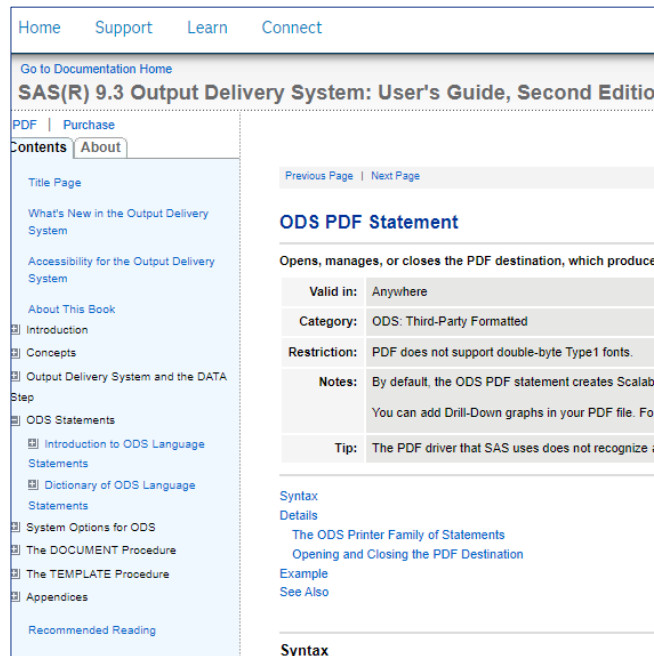 Home Support Learn Connect
Go to Documentation Home
SAS(R) 9.3 Output Delivery System: User's Guide, Second Editio
PDF | Purchase
Contents About
Title Page
What's New in the Output Delivery
System
Accessibility for the Output Delivery
System
About This Book
Introduction
Concepts
Output Delivery System and the DATA
Step
ODS Statements
Introduction to ODS Language
Statements
Dictionary of ODS Language
Statements
System Options for ODS
The DOCUMENT Procedure
The TEMPLATE Procedure
Appendices
Recommended Reading
Previous Page | Next Page
ODS PDF Statement
Opens, manages, or closes the PDF destination, which produce
Valid in: Anywhere
Category: ODS: Third-Party Formatted
Restriction: PDF does not support double-byte Type1 fonts.
Notes: By default, the ODS PDF statement creates Scalab
You can add Drill-Down graphs in your PDF file. Fo
Tip: The PDF driver that SAS uses does not recognize a
Syntax
Details
The ODS Printer Family of Statements
Opening and Closing the PDF Destination
Example
See Also
Syntax